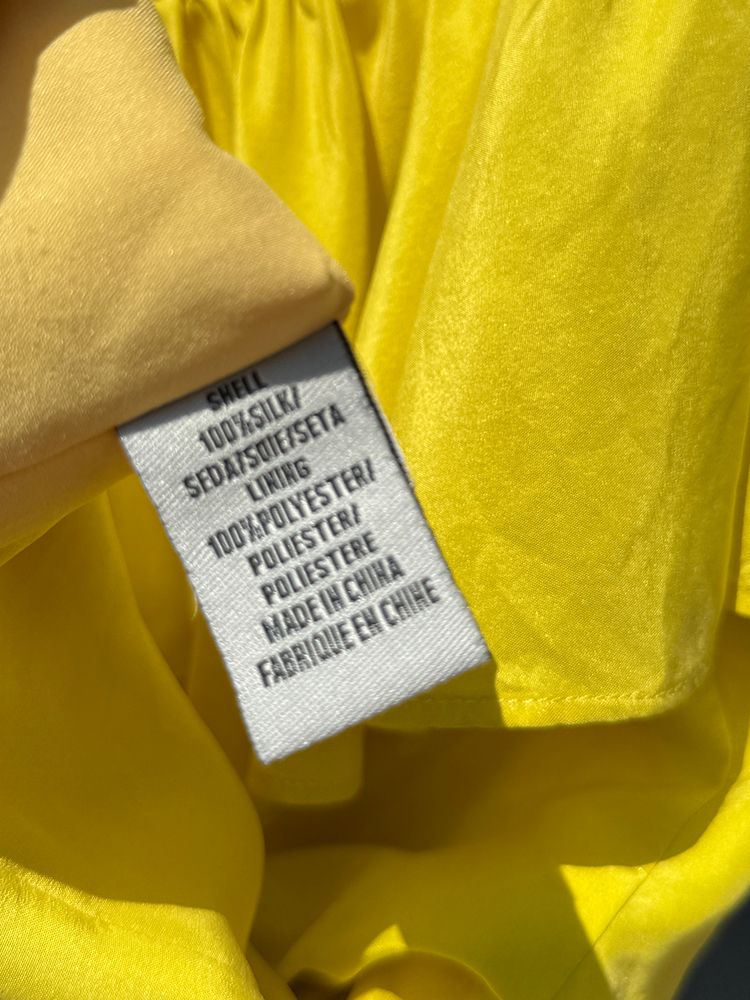 SHELL
100%SILK/
SEDA/SOIE/SETA
LINING
100%POLYESTER/
POLIESTER/
POLIESTERE
MADE IN CHINA
FABRIQUE EN CHINE